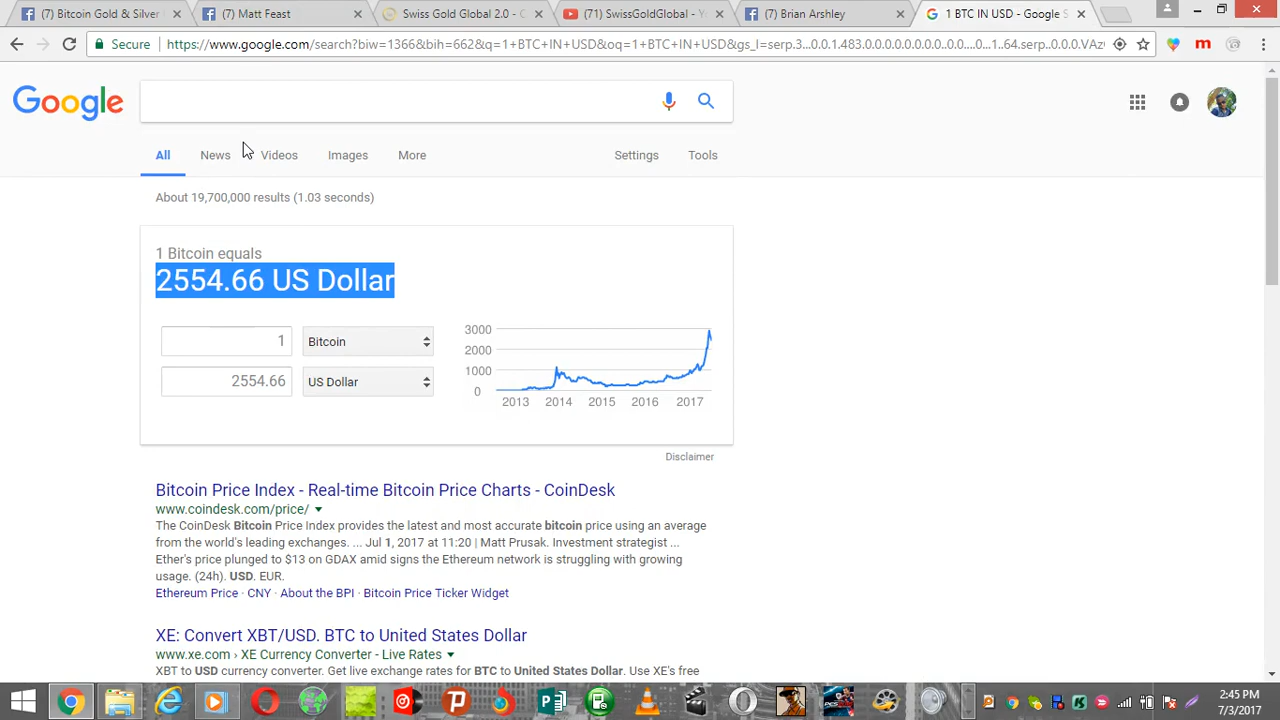 (7) Bitcoin Gold & Silver
(7) Matt Feast
Swiss Gold Global 2.0 -
(71) SwissGoldGlobal - Yo
(7) Brian Arshley
1 BTC IN USD - Google S
Secure
https://www.google.com/search?biw=1366&bih=662&q=1+BTC+IN+USD&oq=1+BTC+IN+USD&gs_l=serp.3...0.0.1.483.0.0.0.0.0.0.0.0..0.0....0...1..64.serp..0.0.0.VAz
Google
All
News
Videos
Images
More
Settings
Tools
About 19,700,000 results (1.03 seconds)
1 Bitcoin equals
2554.66 US Dollar
1
Bitcoin
2554.66
US Dollar
3000
2000
1000
0
2013 2014 2015 2016 2017
Disclaimer
Bitcoin Price Index - Real-time Bitcoin Price Charts - CoinDesk
www.coindesk.com/price/
The CoinDesk Bitcoin Price Index provides the latest and most accurate bitcoin price using an average
from the world's leading exchanges. ... Jul 1, 2017 at 11:20 | Matt Prusak. Investment strategist ...
Ether's price plunged to $13 on GDAX amid signs the Ethereum network is struggling with growing
usage. (24h). USD. EUR.
Ethereum Price · CNY · About the BPI · Bitcoin Price Ticker Widget
XE: Convert XBT/USD. BTC to United States Dollar
www.xe.com › XE Currency Converter - Live Rates
XBT to USD currency converter. Get live exchange rates for BTC to United States Dollar. Use XE's free
2:45 PM
7/3/2017